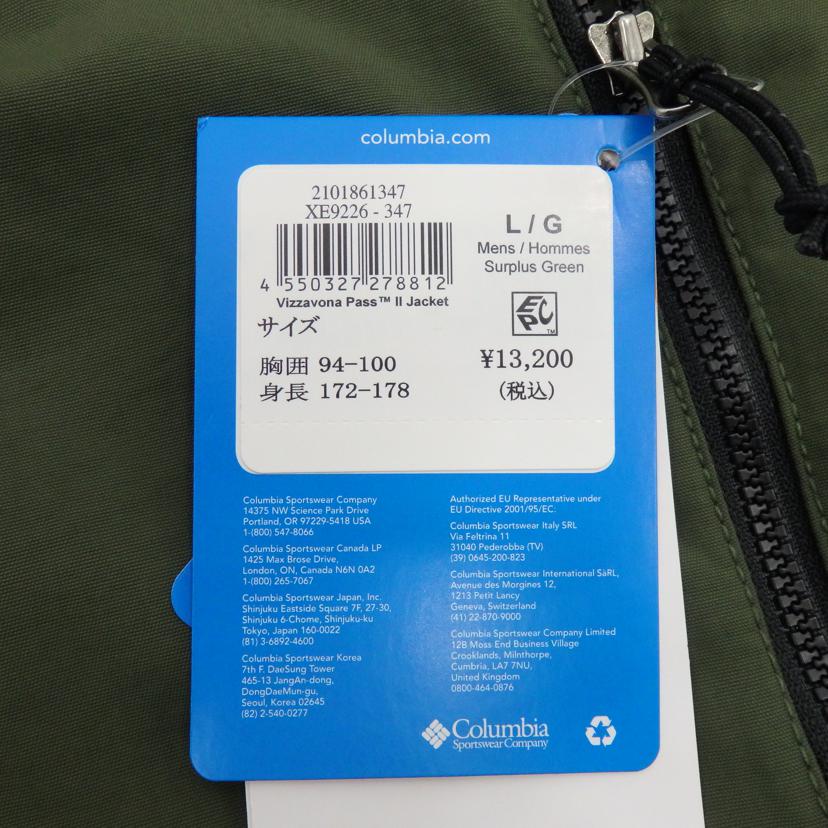 columbia.com
2101861347
XE9226 - 347
4 550327 278812
Vizzavona Pass™ II Jacket
サイズ
胸囲 94-100
身長 172-178
L / G
Mens / Hommes
Surplus Green
EPC
TM
¥13,200
(税込)
Columbia Sportswear Company
14375 NW Science Park Drive
Portland, OR 97229-5418 USA
1-(800) 547-8066
Columbia Sportswear Canada LP
1425 Max Brose Drive,
London, ON, Canada N6N 0A2
1-(800) 265-7067
Columbia Sportswear Japan, Inc.
Shinjuku Eastside Square 7F, 27-30,
Shinjuku 6-Chome, Shinjuku-ku
Tokyo, Japan 160-0022
(81) 3-6892-4600
Columbia Sportswear Korea
7th F. DaeSung Tower
465-13 JangAn-dong,
DongDaeMun-gu,
Seoul, Korea 02645
(82) 2-540-0277
Authorized EU Representative under
EU Directive 2001/95/EC:
Columbia Sportswear Italy SRL
Via Feltrina 11
31040 Pederobba (TV)
(39) 0645-200-823
Columbia Sportswear International SàRL,
Avenue des Morgines 12,
1213 Petit Lancy
Geneva, Switzerland
(41) 22-870-9000
Columbia Sportswear Company Limited
12B Moss End Business Village
Crooklands, Milnthorpe,
Cumbria, LA7 7NU,
United Kingdom
0800-464-0876
Columbia
Sportswear Company